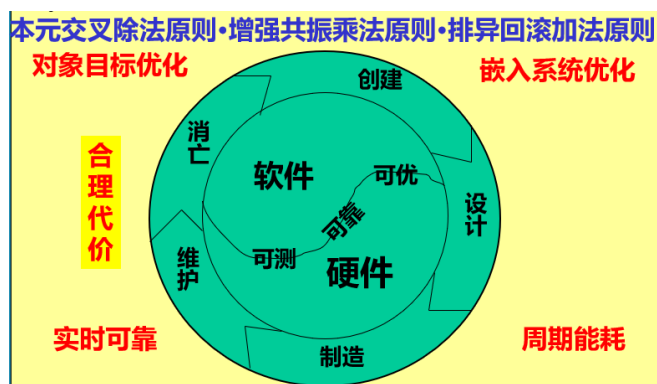 本元交叉除法原则·增强共振乘法原则·排异回滚加法原则
对象目标优化
嵌入系统优化
创建
消亡
软件
可优
合理代价
设计
可靠
可测
维护
硬件
实时可靠
周期能耗
制造